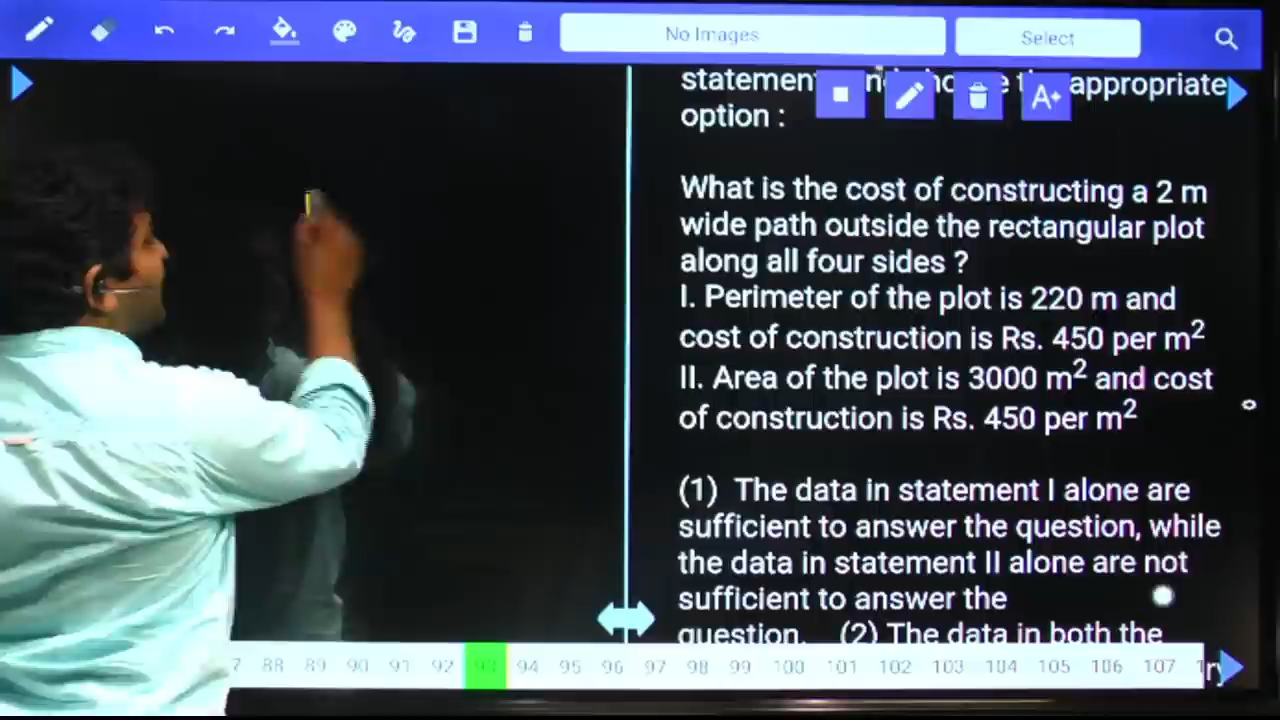 No Images
Select
appropriate
option :
What is the cost of constructing a 2 m
wide path outside the rectangular plot
along all four sides ?
I. Perimeter of the plot is 220 m and
cost of construction is Rs. 450 per m²
II. Area of the plot is 3000 m² and cost
of construction is Rs. 450 per m²
(1) The data in statement I alone are
sufficient to answer the question, while
the data in statement II alone are not
sufficient to answer the
question. (2) The data in both the
7 88 89 90 91 92 93 94 95 96 97 98 99 100 101 102 103 104 105 106 107